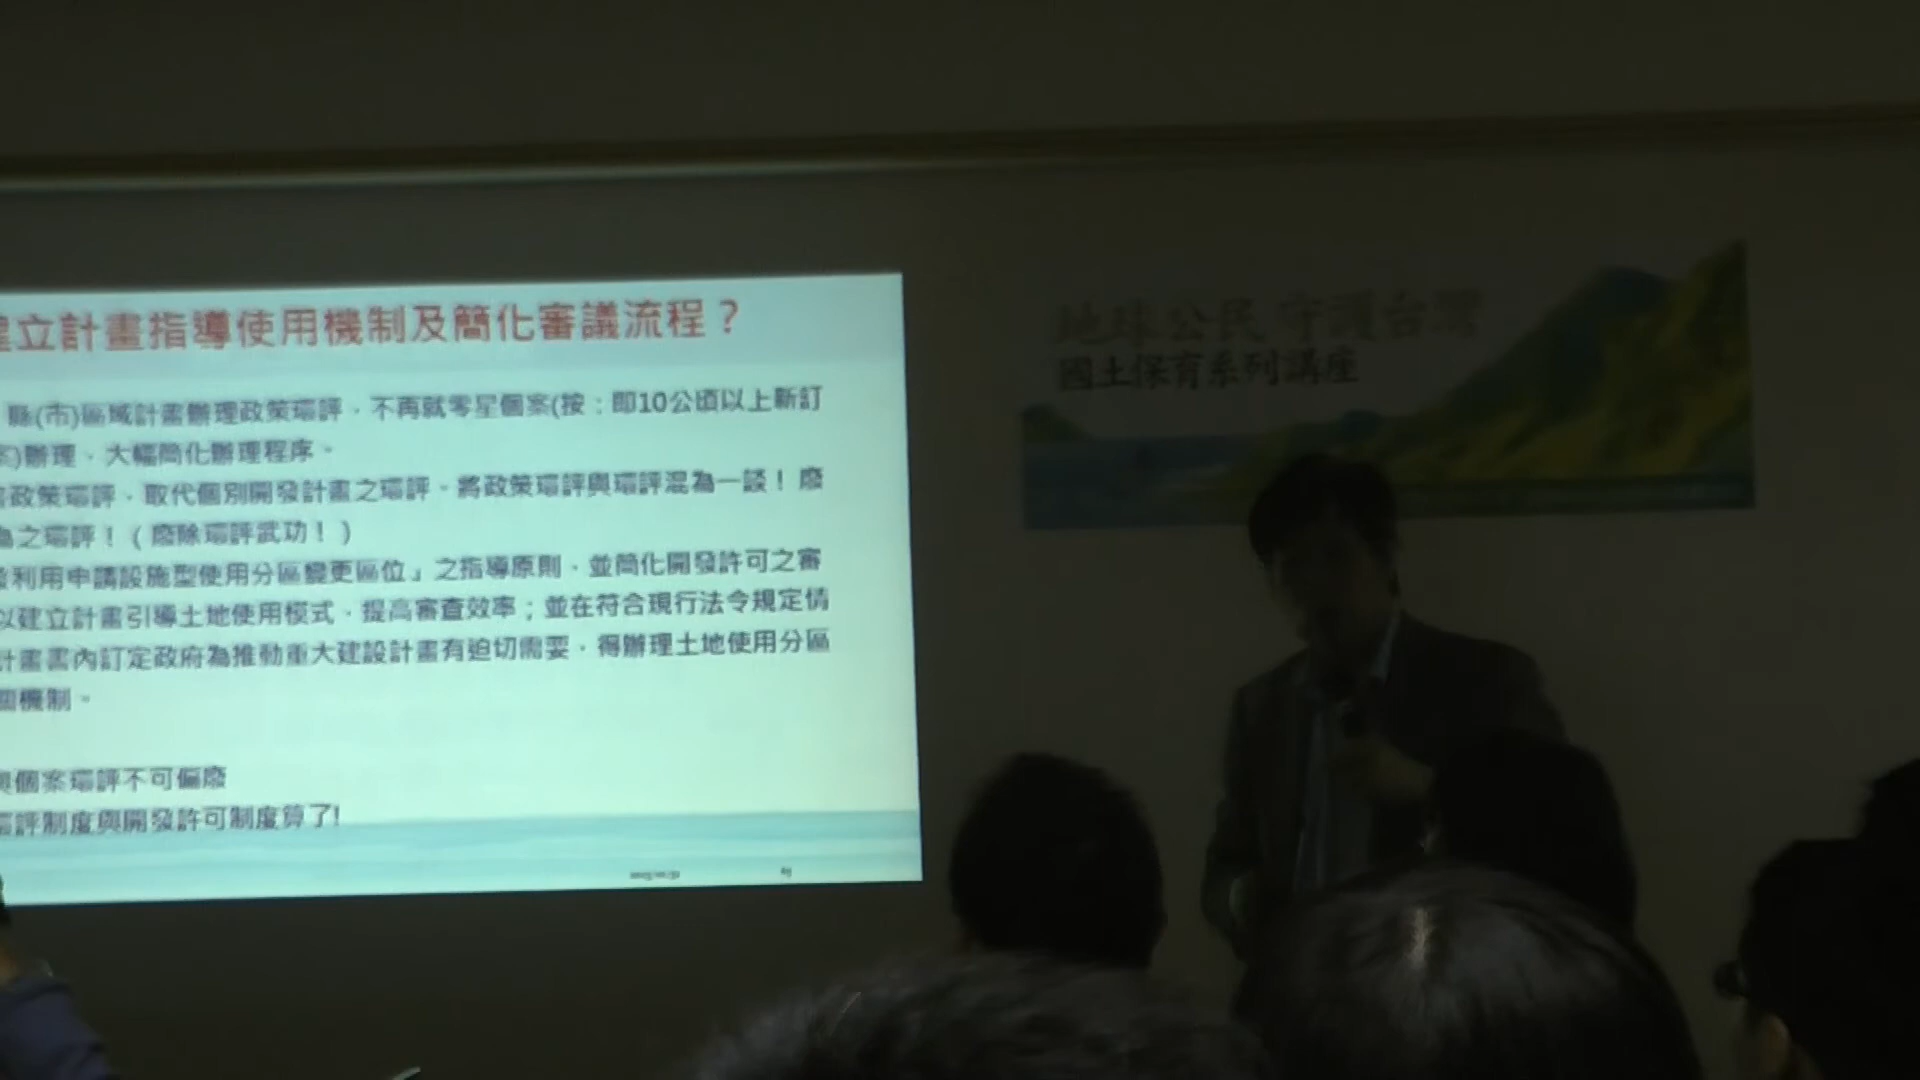 立計畫指導使用機制及簡化審議流程？
縣(市)區域計畫辦理政策環評，不再就零星個案(按：即10公頃以上新訂
)辦理，大幅簡化辦理程序。
政策環評，取代個別開發計畫之環評。將政策環評與環評混為一談！廢
為之環評！（廢除環評武功！）
利用申請設施型使用分區變更區位」之指導原則，並簡化開發許可之審
以建立計畫引導土地使用模式，提高審查效率；並在符合現行法令規定情
計畫書內訂定政府為推動重大建設計畫有迫切需要，得辦理土地使用分區
機制。
與個案環評不可偏廢
環評制度與開發許可制度算了!
地球公民 守護台灣
國土保育系列講座